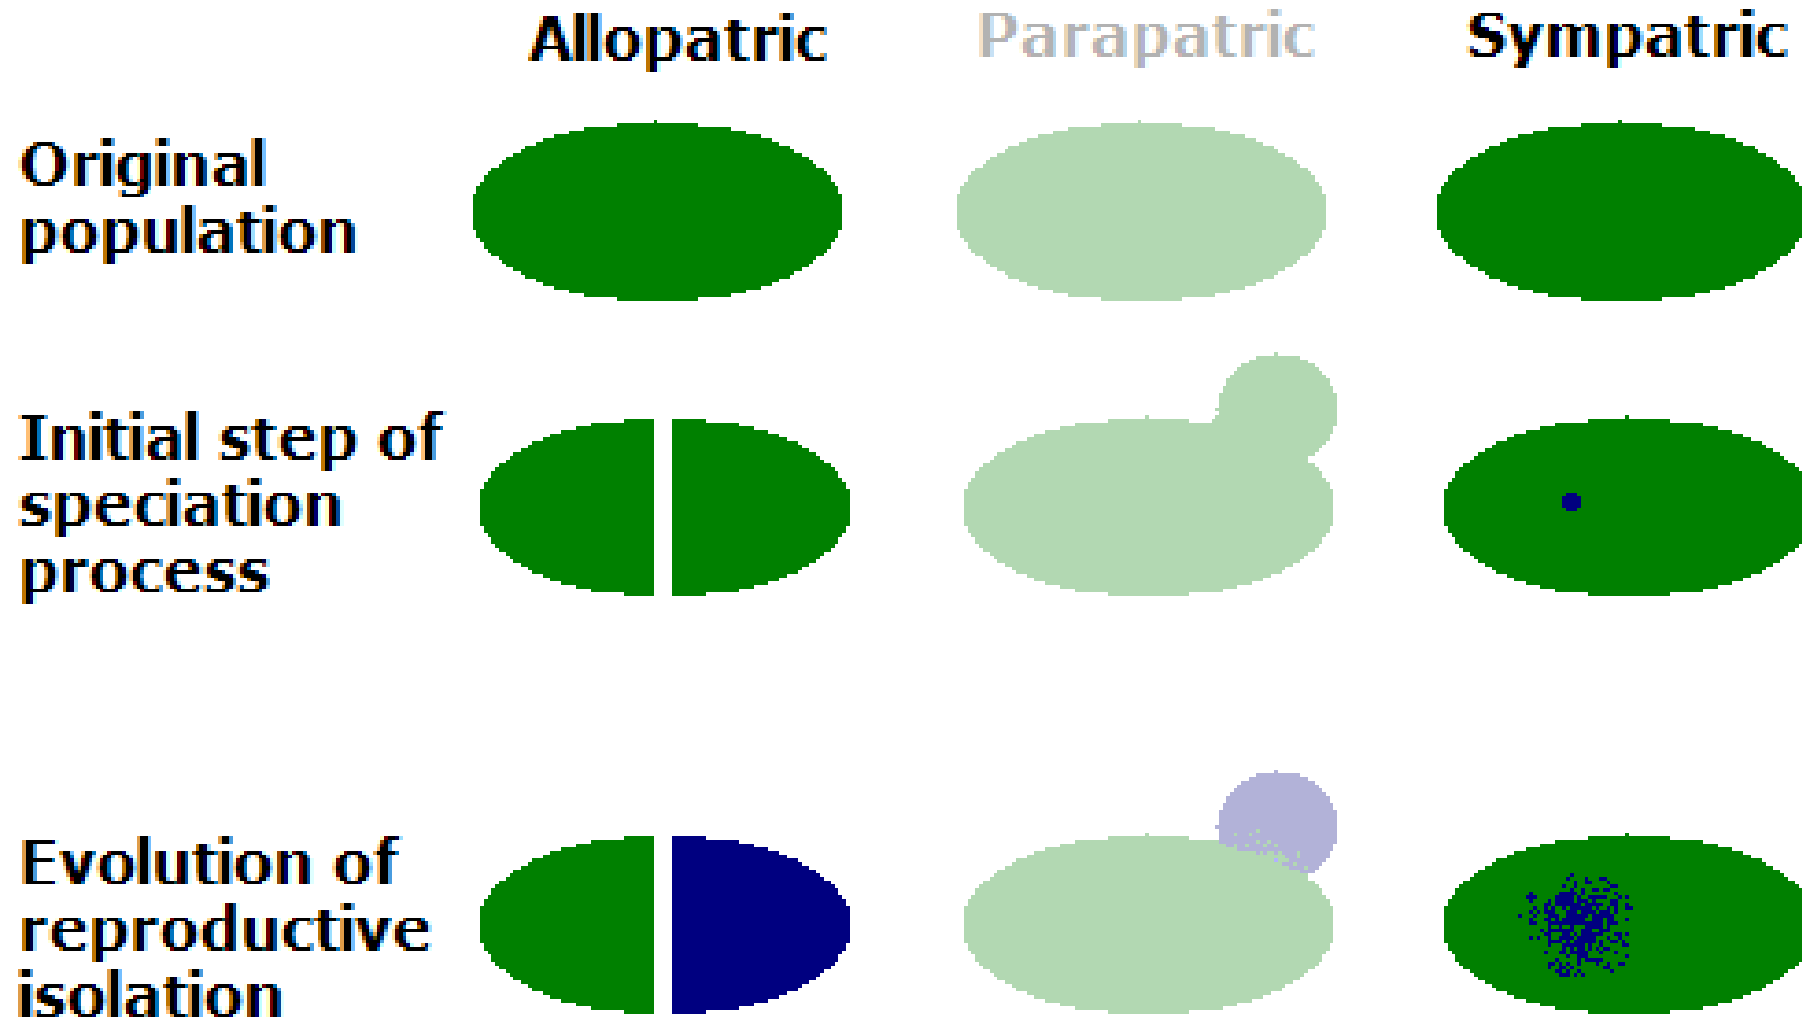 Allopatric Parapatric Sympatric
Original
population
Initial step of
speciation
process
Evolution of
reproductive
isolation